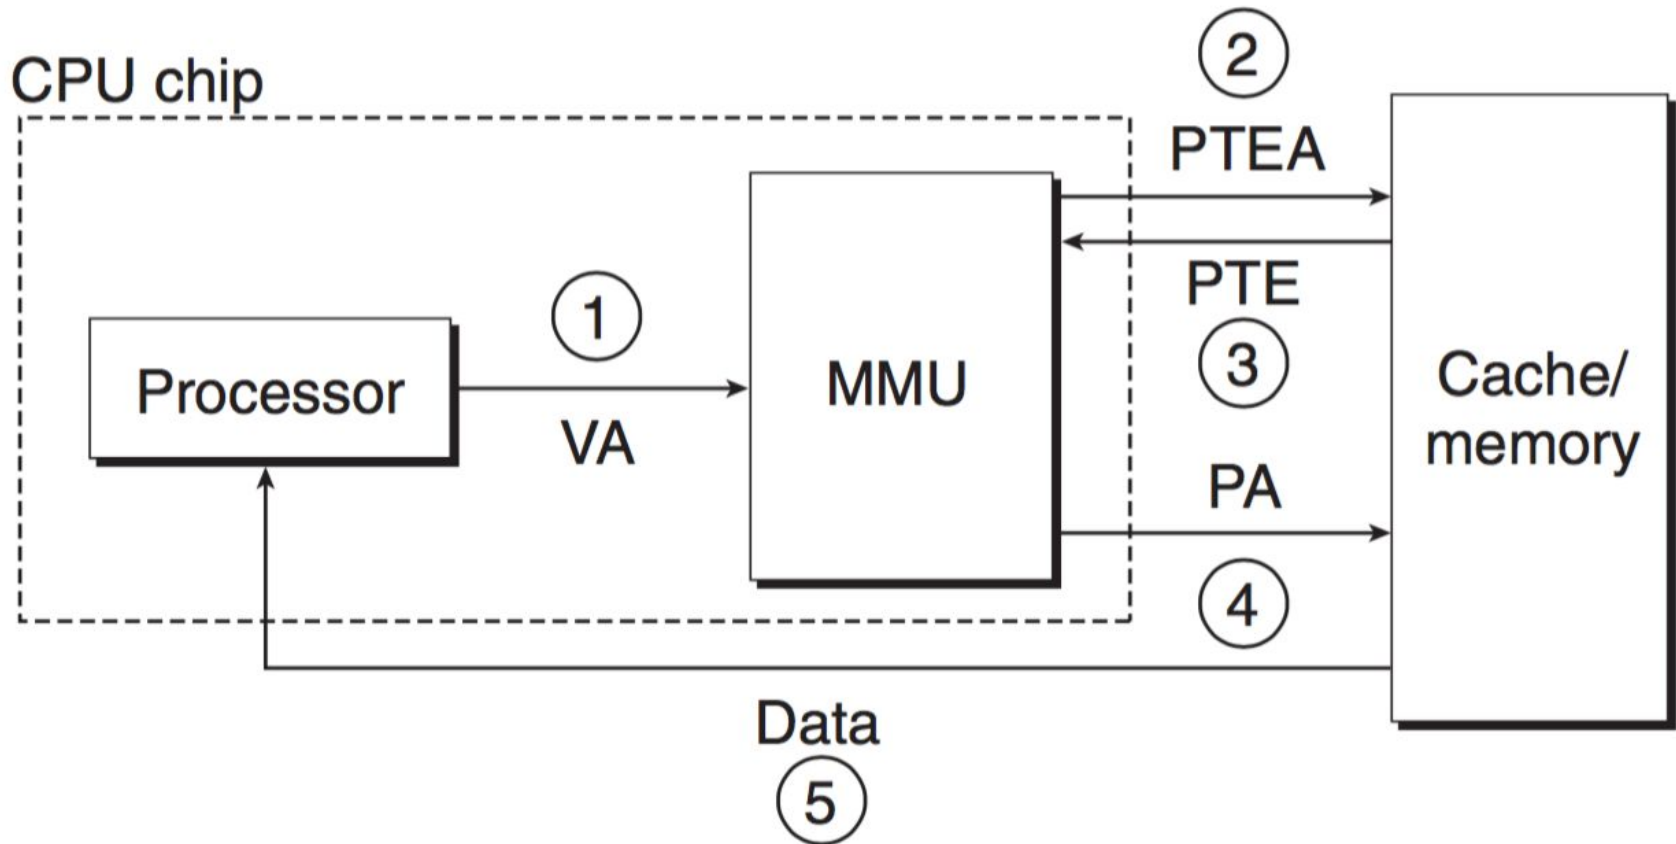 CPU chip
2
PTEA
PTE
3
1
VA
Processor
MMU
Cache/
memory
PA
4
Data
5